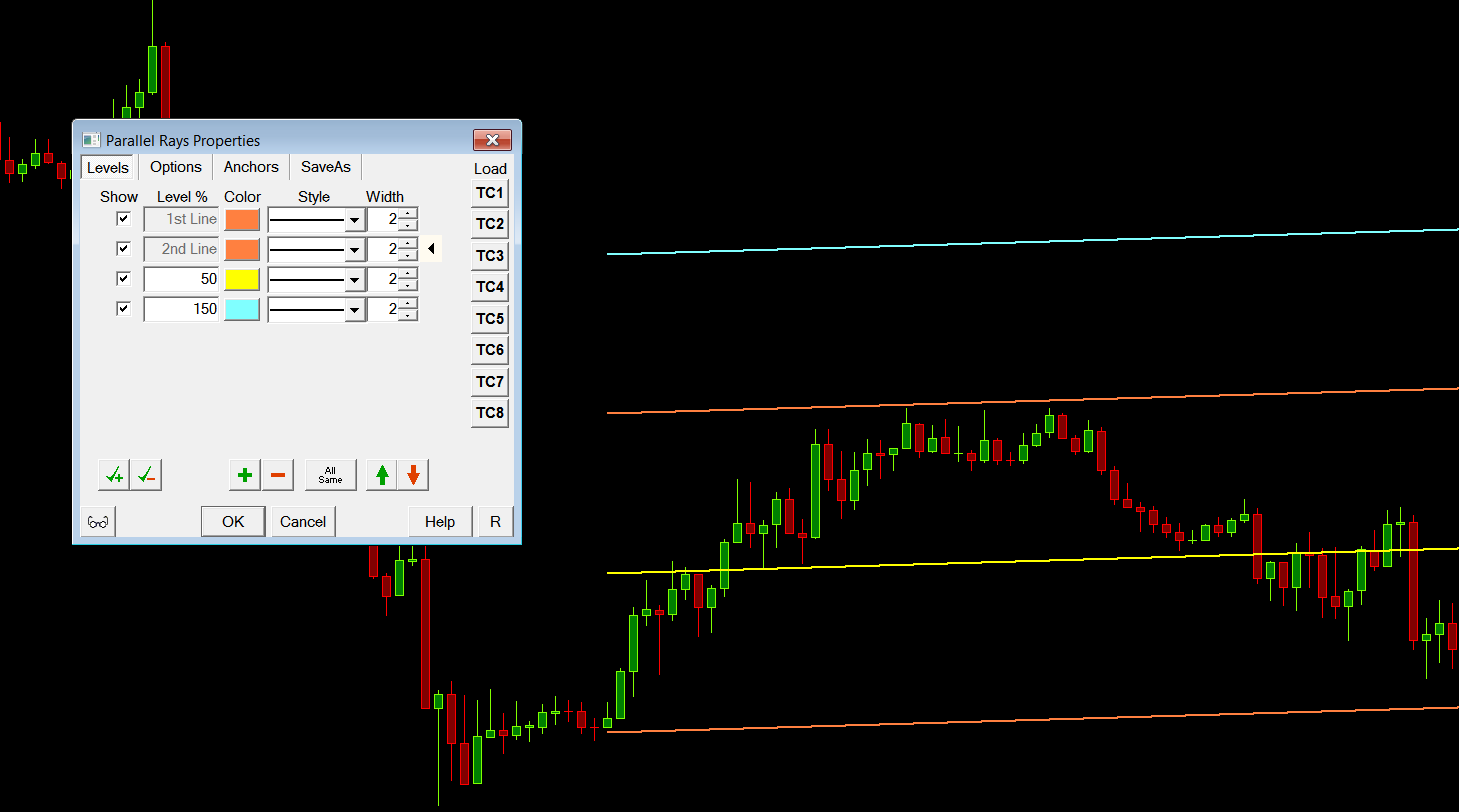 Parallel Rays Properties
Levels Options Anchors SaveAs Load
Show Level % Color Style Width TC1
1st Line 2 TC2
2nd Line 2 TC3
50 2 TC4
150 2 TC5
TC6
TC7
TC8
All
Same
OK Cancel Help R